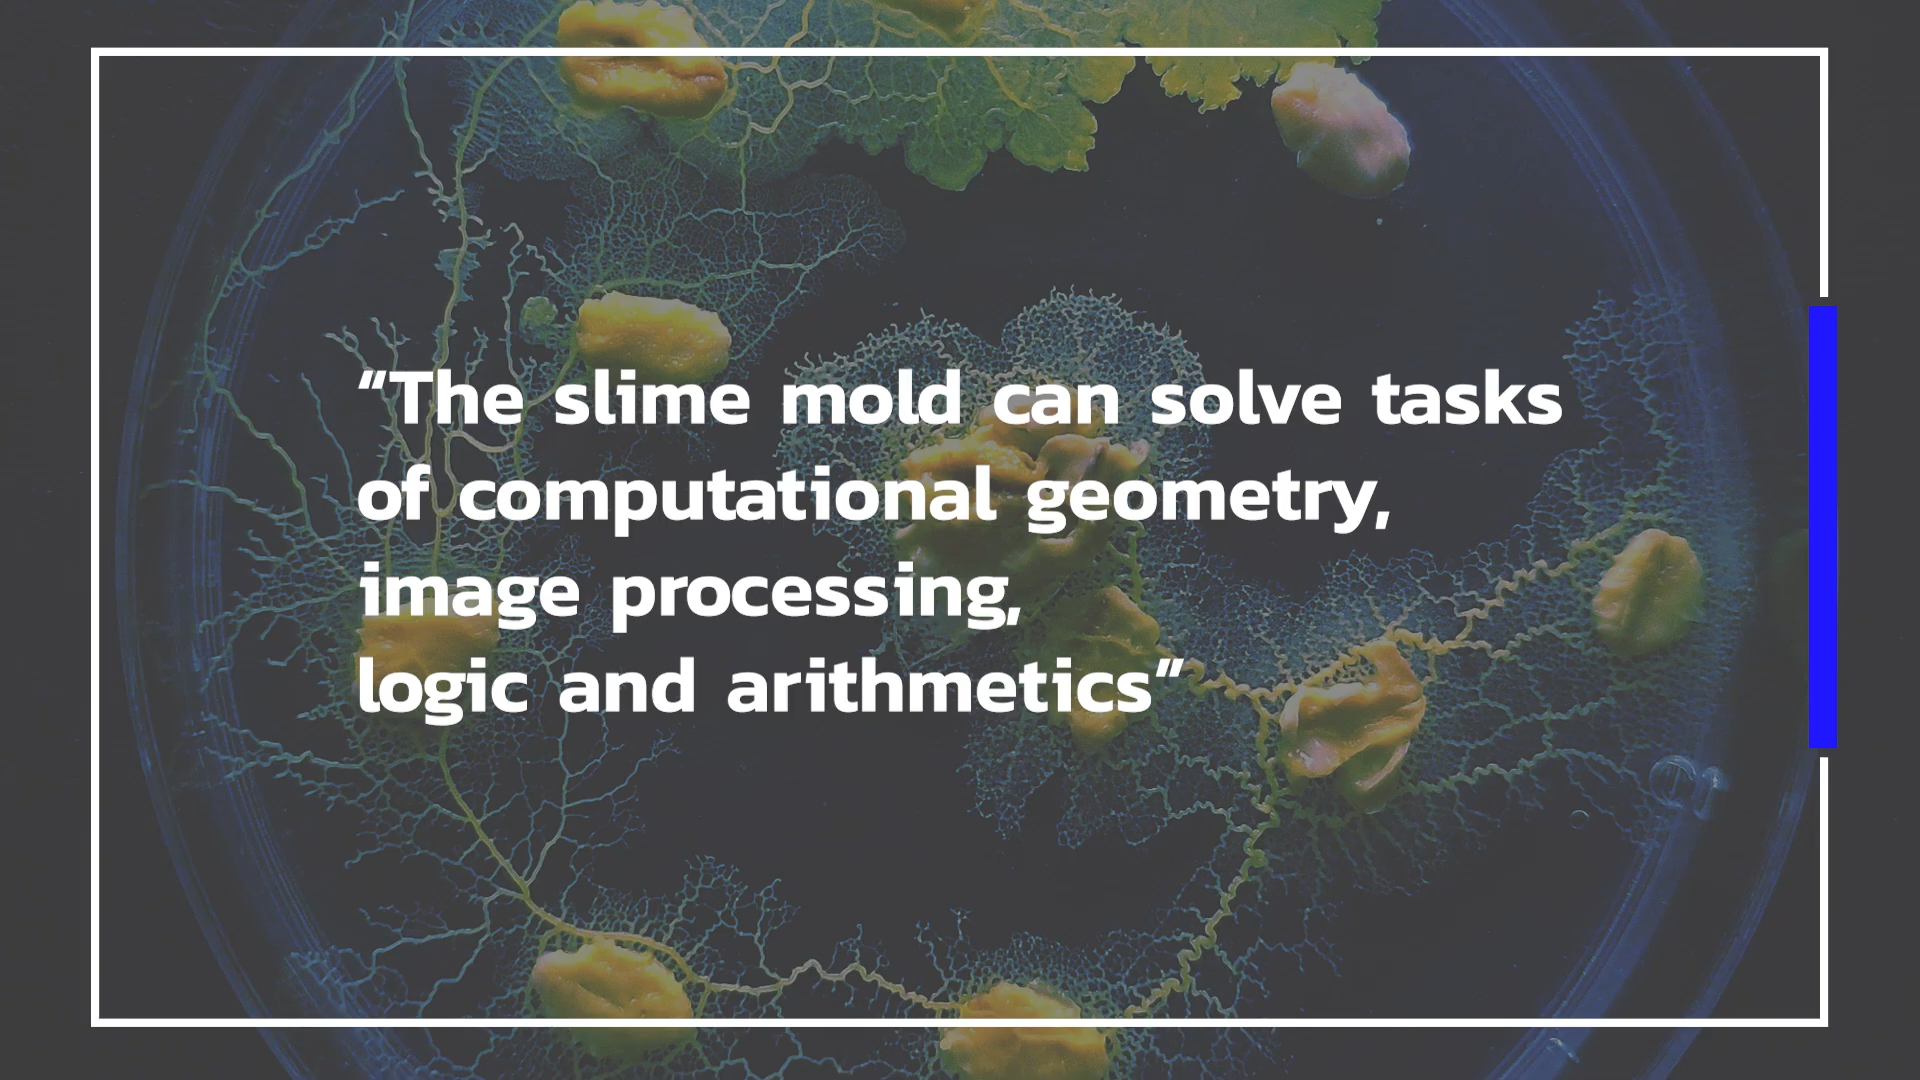 “The slime mold can solve tasks
of computational geometry,
image processing,
logic and arithmetics”